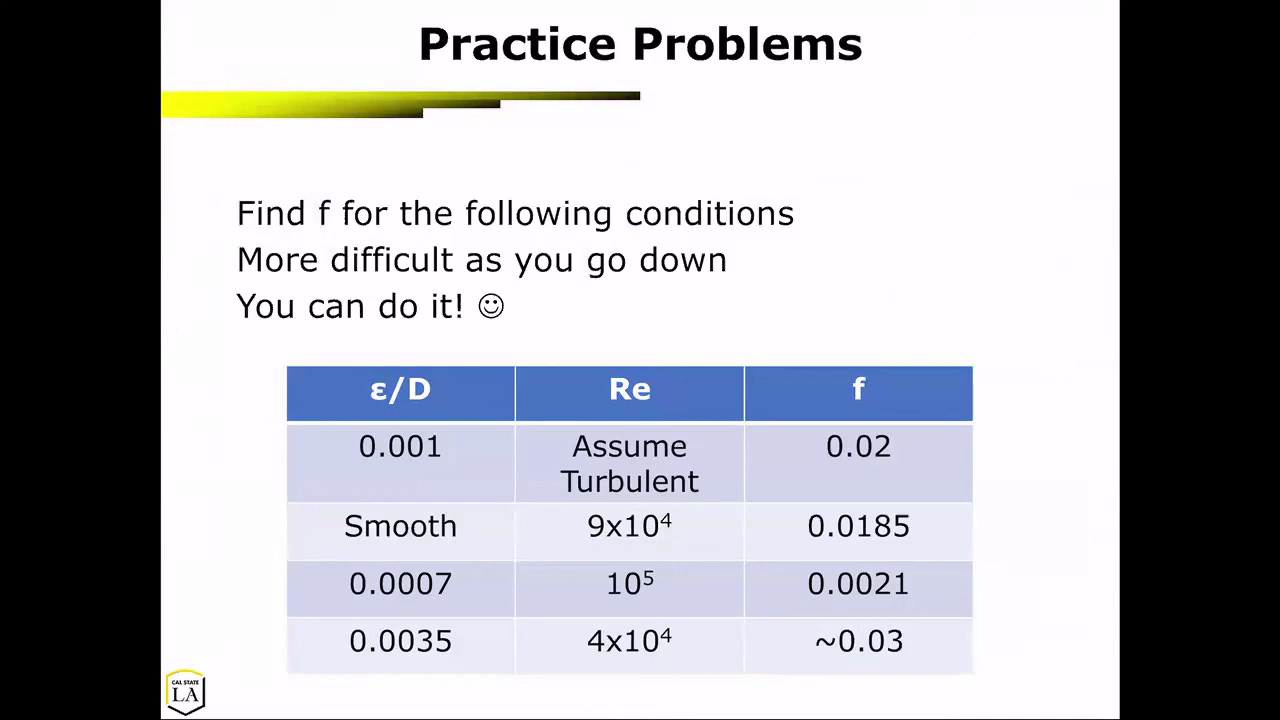 Practice Problems
Find f for the following conditions
More difficult as you go down
You can do it! ☺
ε/D Re f
0.001 Assume Turbulent 0.02
Smooth 9x10⁴ 0.0185
0.0007 10⁵ 0.0021
0.0035 4x10⁴ ~0.03
CAL STATE
LA